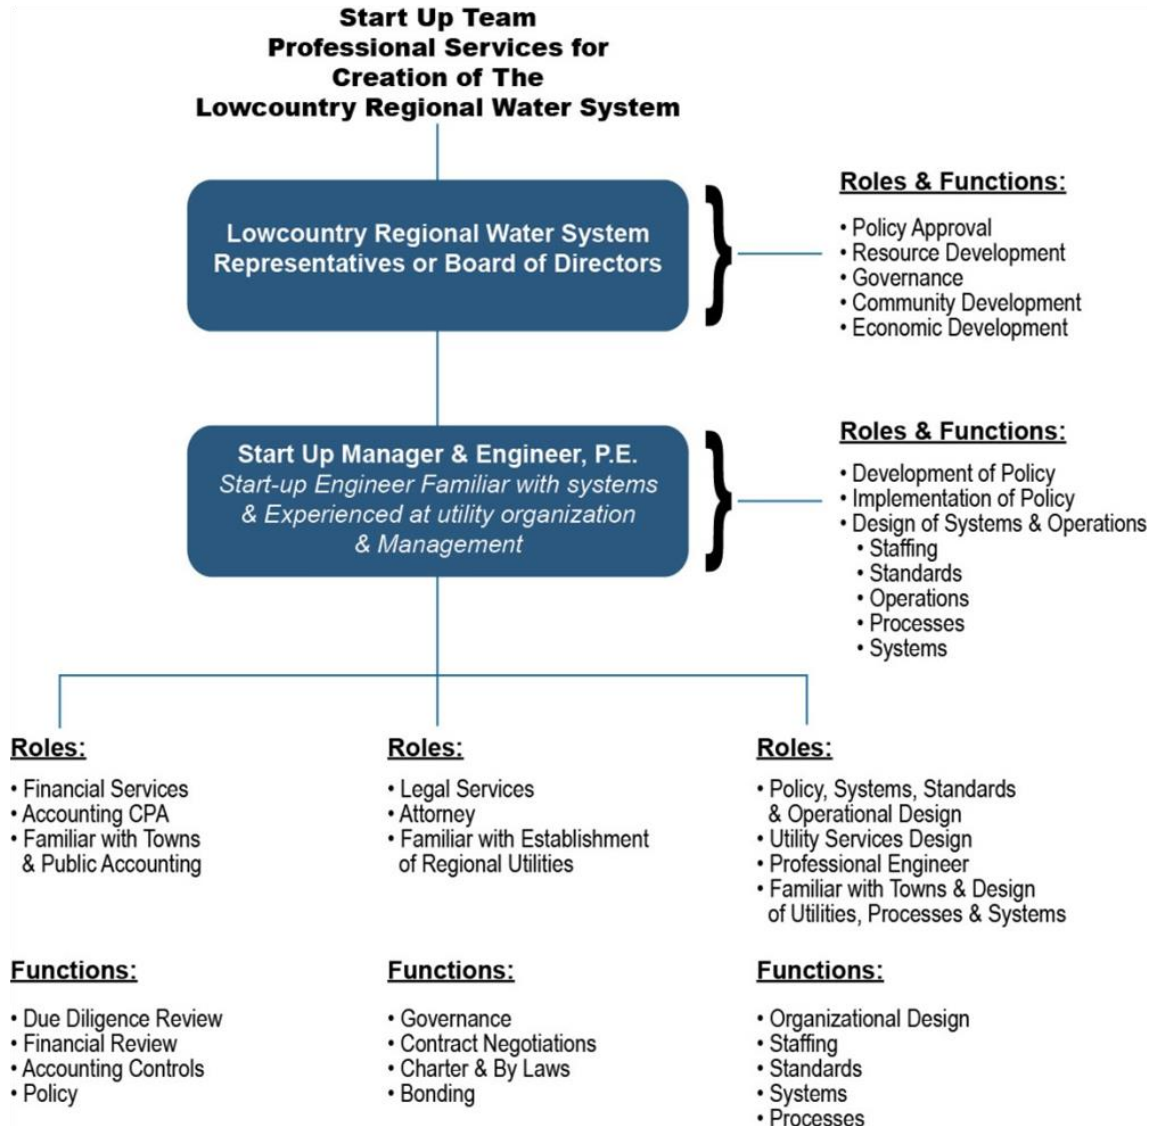 Start Up Team
Professional Services for
Creation of The
Lowcountry Regional Water System
Lowcountry Regional Water System
Representatives or Board of Directors
Roles & Functions:
• Policy Approval
• Resource Development
• Governance
• Community Development
• Economic Development
Start Up Manager & Engineer, P.E.
Start-up Engineer Familiar with systems
& Experienced at utility organization
& Management
Roles & Functions:
• Development of Policy
• Implementation of Policy
• Design of Systems & Operations
• Staffing
• Standards
• Operations
• Processes
• Systems
Roles:
• Financial Services
• Accounting CPA
• Familiar with Towns
& Public Accounting
Functions:
• Due Diligence Review
• Financial Review
• Accounting Controls
• Policy
Roles:
• Legal Services
• Attorney
• Familiar with Establishment
of Regional Utilities
Functions:
• Governance
• Contract Negotiations
• Charter & By Laws
• Bonding
Roles:
• Policy, Systems, Standards
& Operational Design
• Utility Services Design
• Professional Engineer
• Familiar with Towns & Design
of Utilities, Processes & Systems
Functions:
• Organizational Design
• Staffing
• Standards
• Systems
• Processes